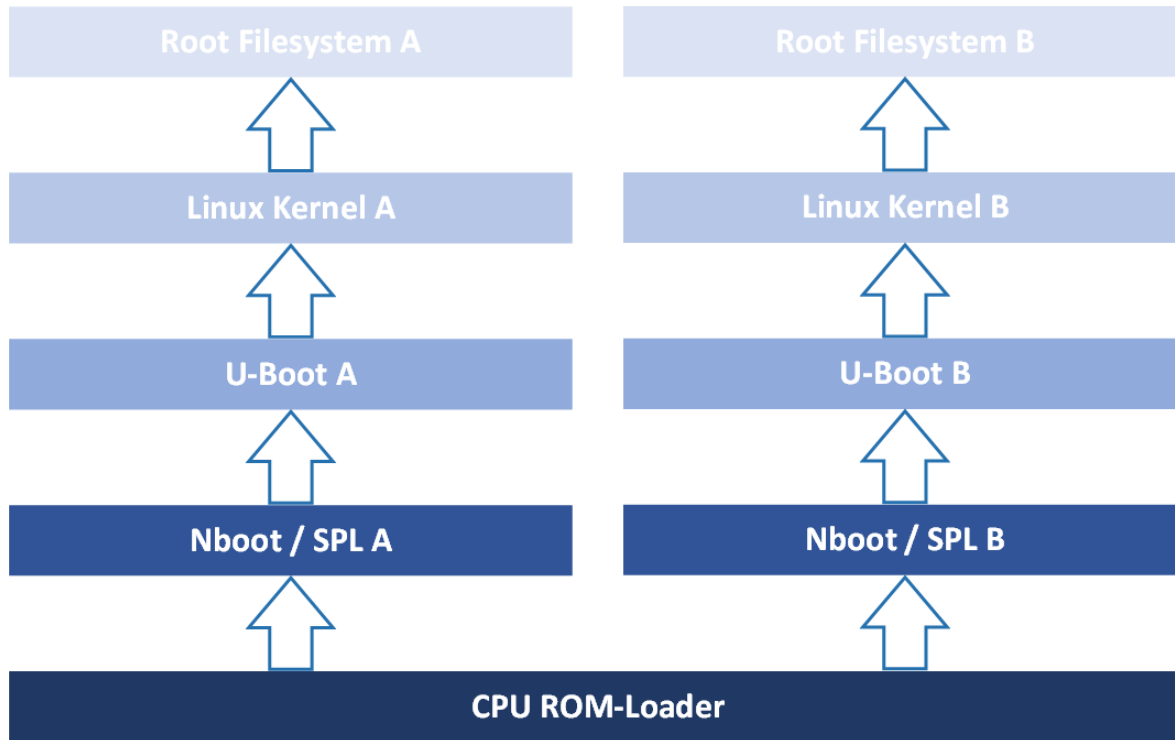 Root Filesystem A
Root Filesystem B
Linux Kernel A
Linux Kernel B
U-Boot A
U-Boot B
Nboot / SPL A
Nboot / SPL B
CPU ROM-Loader